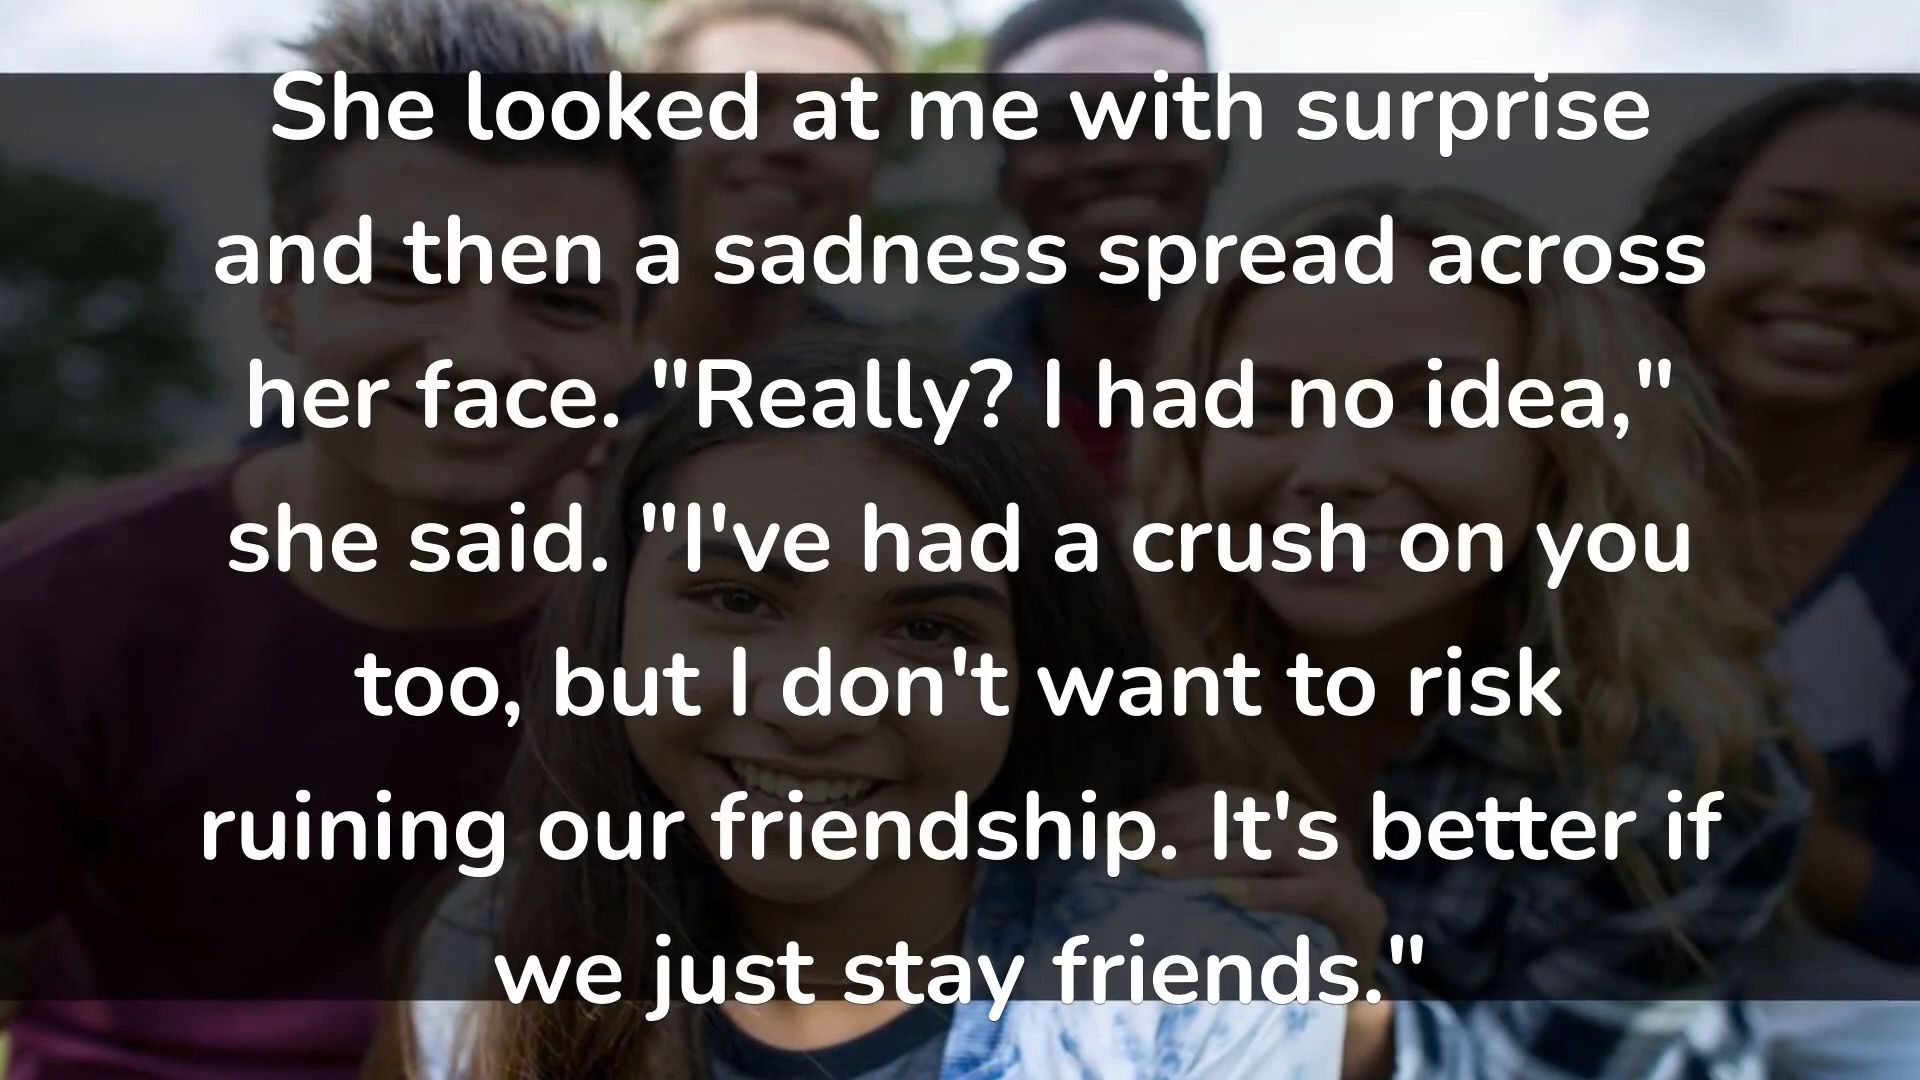 She looked at me with surprise
and then a sadness spread across
her face. "Really? I had no idea,"
she said. "I've had a crush on you
too, but I don't want to risk
ruining our friendship. It's better if
we just stay friends."